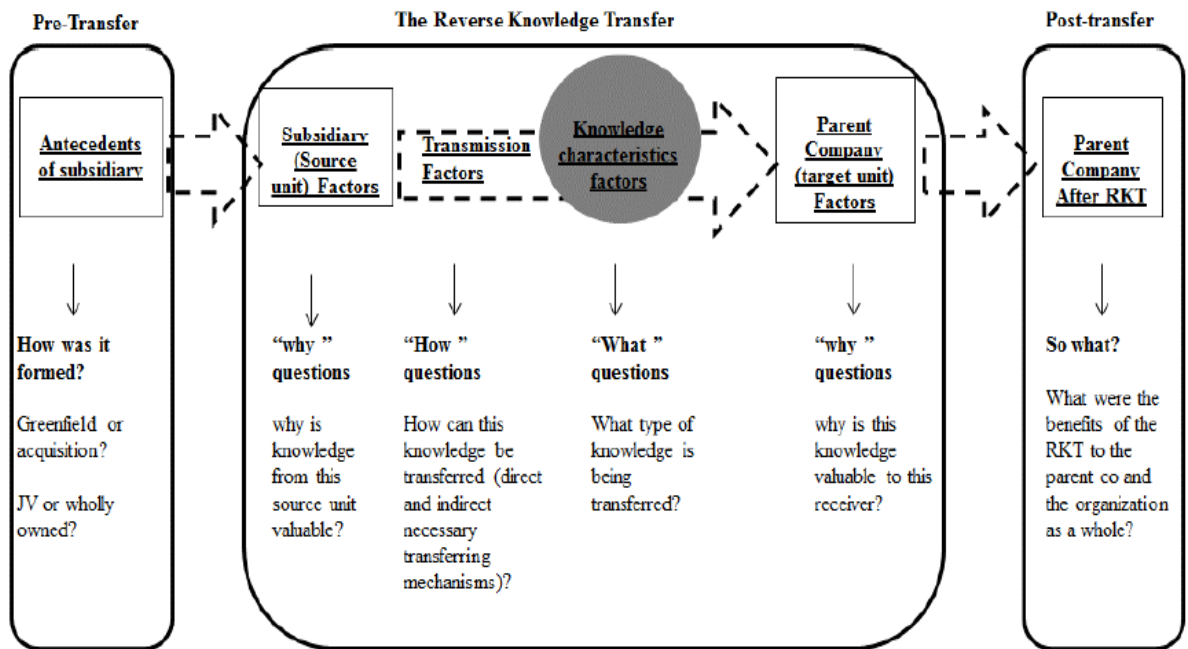 Pre-Transfer
The Reverse Knowledge Transfer
Post-transfer
Antecedents
of subsidiary
Subsidiary
(Source
unit) Factors
Transmission
Factors
Knowledge
characteristics
factors
Parent
Company
(target unit)
Factors
Parent
Company
After RKT
How was it
formed?
Greenfield or
acquisition?
JV or wholly
owned?
“why ”
questions
why is
knowledge
from this
source unit
valuable?
“How ”
questions
How can this
knowledge be
transferred (direct
and indirect
necessary
transferring
mechanisms)?
“What ”
questions
What type of
knowledge is
being
transferred?
“why ”
questions
why is this
knowledge
valuable to this
receiver?
So what?
What were the
benefits of the
RKT to the
parent co and
the organization
as a whole?